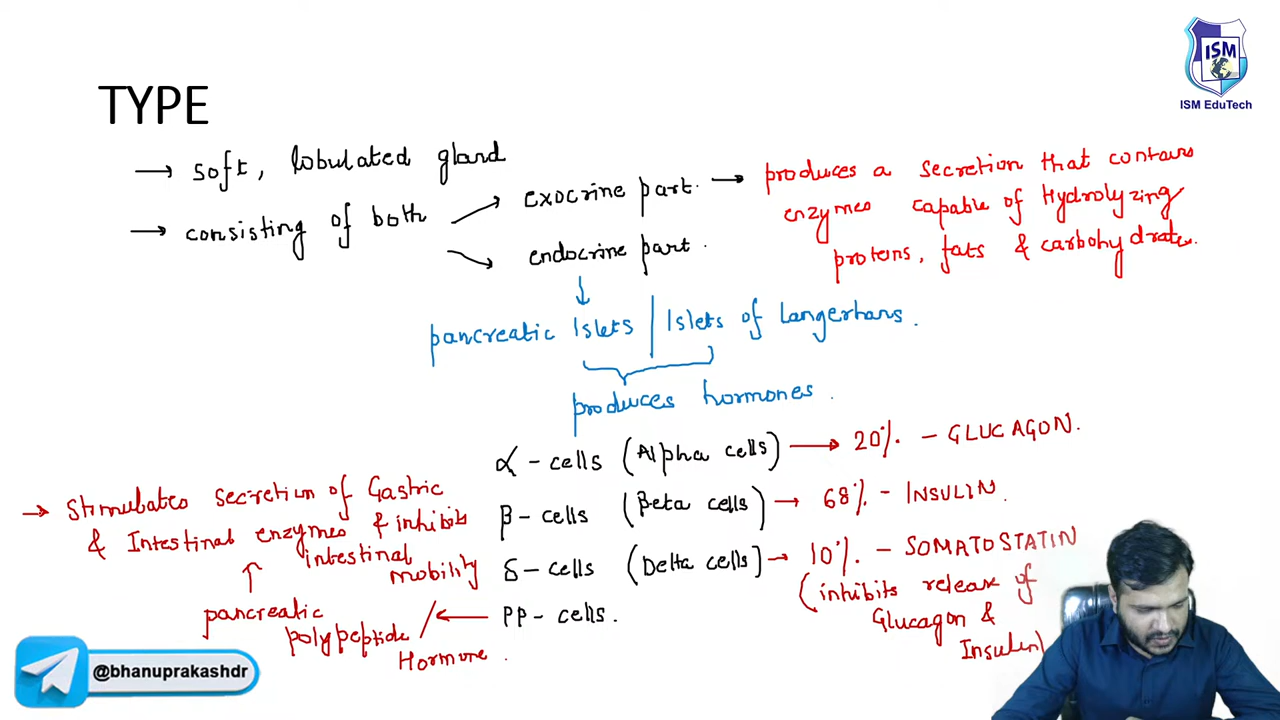 ISM
ISM EduTech
TYPE
→ soft, lobulated gland
→ consisting of both
exocrine part. → produces a secretion that contains
enzymes capable of Hydrolyzing
proteins, fats & carbohydrates.
endocrine part.
pancreatic Islets | Islets of langerhans.
produces hormones.
α - cells (Alpha cells) → 20% - GLUCAGON.
β - cells (Beta cells) → 68% - INSULIN.
δ - cells (Delta cells) → 10% - SOMATOSTATIN
(inhibits release of
Glucagon &
Insulin)
PP - cells.
pancreatic
polypeptide
Hormone.
→ Stimulates secretion of Gastric
& Intestinal enzymes & inhibits
intestinal
mobility
@bhanuprakashdr